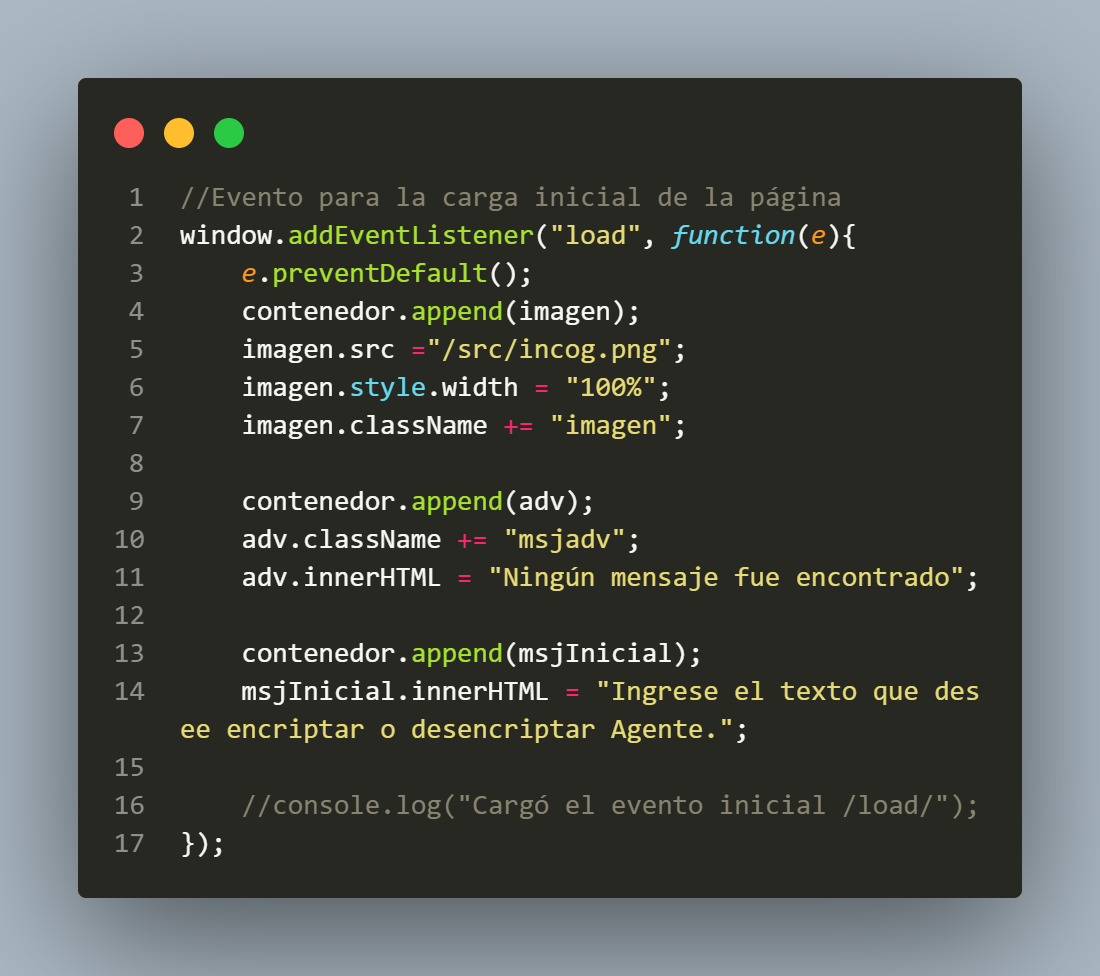 1 //Evento para la carga inicial de la página
2 window.addEventListener("load", function(e){
3     e.preventDefault();
4     contenedor.append(imagen);
5     imagen.src ="/src/incog.png";
6     imagen.style.width = "100%";
7     imagen.className += "imagen";
8
9     contenedor.append(adv);
10     adv.className += "msjadv";
11     adv.innerHTML = "Ningún mensaje fue encontrado";
12
13     contenedor.append(msjInicial);
14     msjInicial.innerHTML = "Ingrese el texto que des
ee encriptar o desencriptar Agente.";
15
16     //console.log("Cargó el evento inicial /load/");
17 });